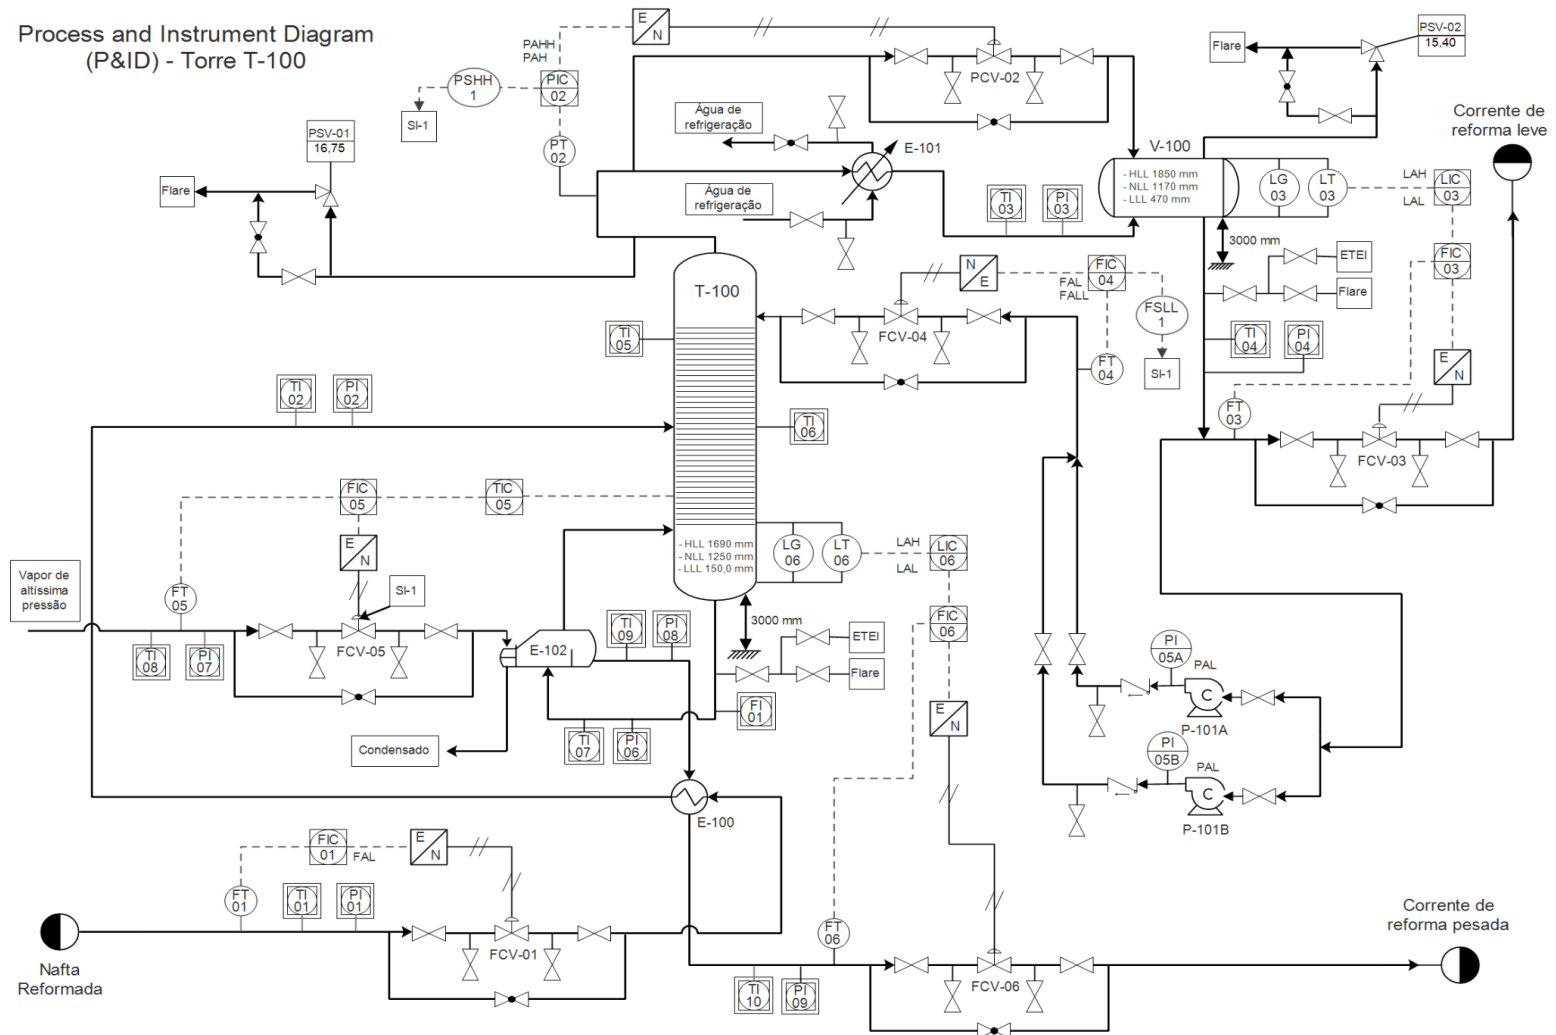 Process and Instrument Diagram
(P&ID) - Torre T-100
E
N
PAHH
PAH
PSHH
1
PIC
02
SI-1
PT
02
PCV-02
PSV-01
16,75
Flare
Água de
refrigeração
E-101
Água de
refrigeração
TI
03
PI
03
Flare
PSV-02
15,40
V-100
- HLL 1850 mm
- NLL 1170 mm
- LLL 470 mm
LG
03
LT
03
LAH
LAL
LIC
03
Corrente de
reforma leve
3000 mm
ETEI
Flare
FIC
03
TI
04
PI
04
E
N
FT
03
FCV-03
T-100
N
E
FIC
04
FAL
FALL
FSLL
1
SI-1
FCV-04
FT
04
TI
05
TI
02
PI
02
TI
06
FIC
05
TIC
05
E
N
- HLL 1690 mm
- NLL 1250 mm
- LLL 150,0 mm
LG
06
LT
06
LAH
LAL
LIC
06
Vapor de
altíssima
pressão
FT
05
SI-1
FCV-05
TI
08
PI
07
E-102
TI
09
PI
08
3000 mm
ETEI
Flare
FIC
06
FI
01
TI
07
PI
06
Condensado
E
N
PI
05A
PAL
C
P-101A
PI
05B
PAL
C
P-101B
E-100
FIC
01
FAL
E
N
FT
01
TI
01
PI
01
FCV-01
Nafta
Reformada
FT
06
TI
10
PI
09
FCV-06
Corrente de
reforma pesada